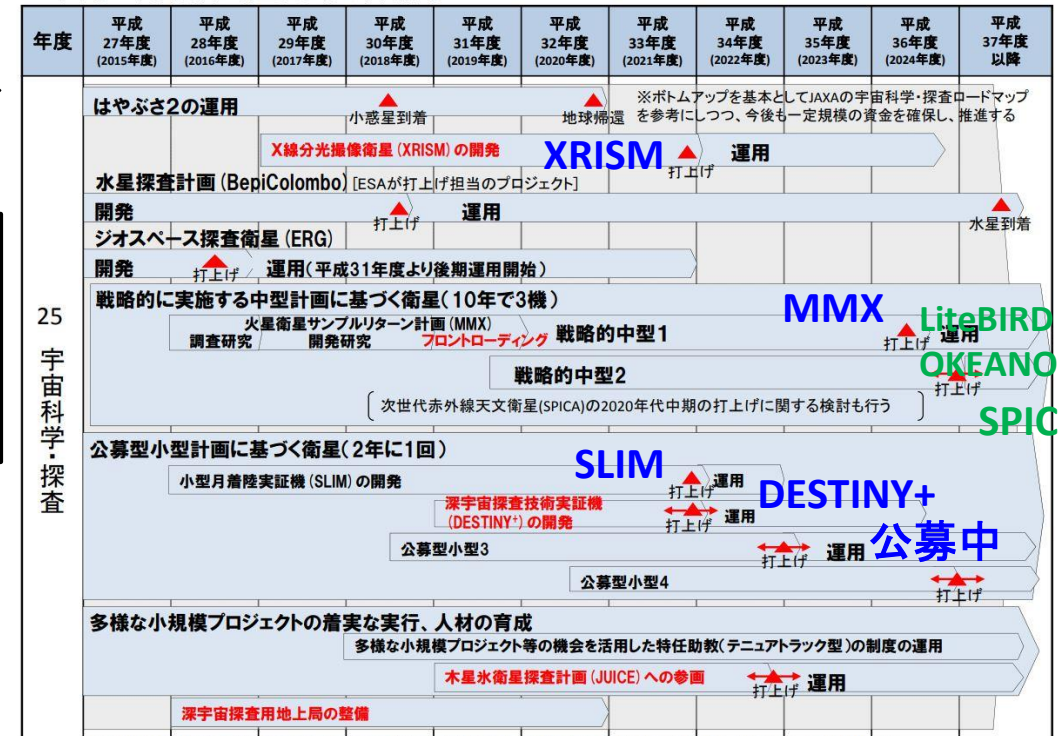 年度
平成 27年度 (2015年度)
平成 28年度 (2016年度)
平成 29年度 (2017年度)
平成 30年度 (2018年度)
平成 31年度 (2019年度)
平成 32年度 (2020年度)
平成 33年度 (2021年度)
平成 34年度 (2022年度)
平成 35年度 (2023年度)
平成 36年度 (2024年度)
平成 37年度 以降
25 宇宙科学・探査
はやぶさ2の運用
小惑星到着
地球帰還
※ボトムアップを基本としてJAXAの宇宙科学・探査ロードマップ
を参考にしつつ、今後も一定規模の資金を確保し、推進する
X線分光撮像衛星(XRISM)の開発
XRISM
打上げ
運用
水星探査計画(BepiColombo)[ESAが打上げ担当のプロジェクト]
開発
打上げ
運用
水星到着
ジオスペース探査衛星(ERG)
開発
打上げ
運用(平成31年度より後期運用開始)
戦略的に実施する中型計画に基づく衛星(10年で3機)
MMX
LiteBIRD
火星衛星サンプルリターン計画(MMX)
調査研究
開発研究
フロントローディング
戦略的中型1
打上げ
運用
OKEANO
戦略的中型2
打上げ
次世代赤外線天文衛星(SPICA)の2020年代中期の打上げに関する検討も行う
SPIC
公募型小型計画に基づく衛星(2年に1回)
SLIM
小型月着陸実証機(SLIM)の開発
打上げ
運用
DESTINY+
深宇宙探査技術実証機
(DESTINY+)の開発
打上げ
運用
公募中
公募型小型3
打上げ
運用
公募型小型4
打上げ
多様な小規模プロジェクトの着実な実行、人材の育成
多様な小規模プロジェクト等の機会を活用した特任助教(テニュアトラック型)の制度の運用
木星氷衛星探査計画(JUICE)への参画
打上げ
運用
深宇宙探査用地上局の整備